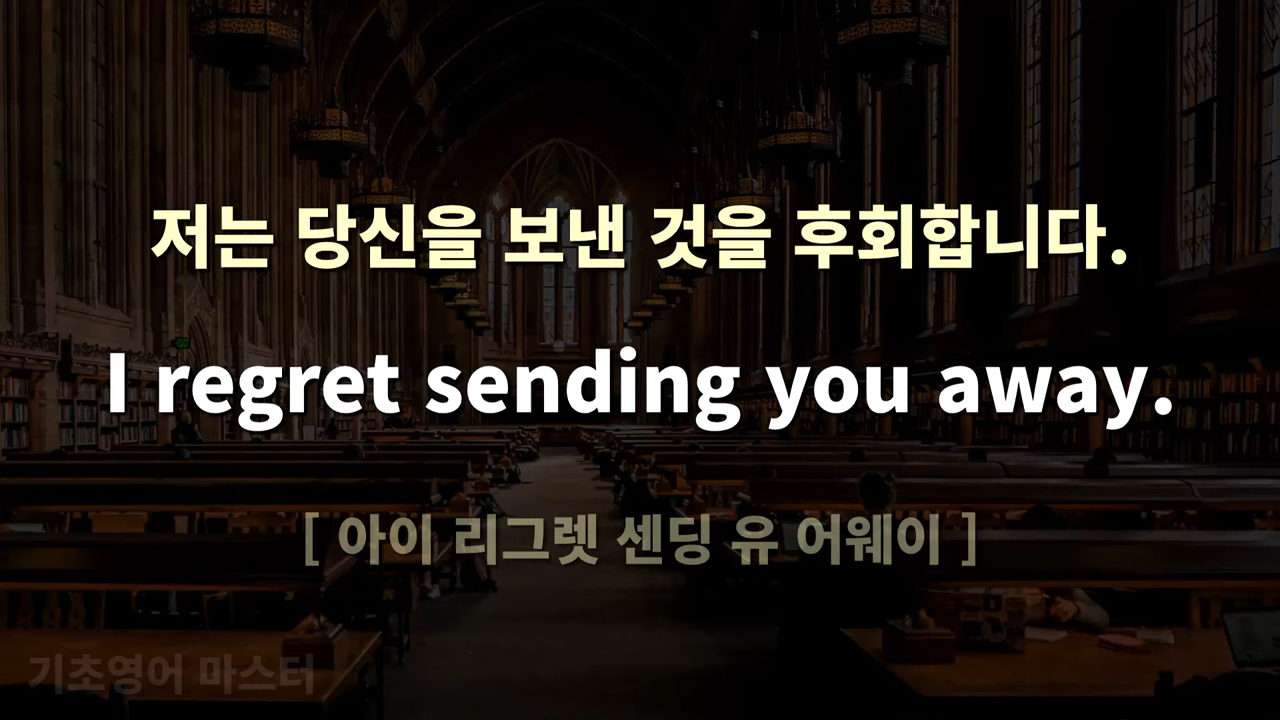 저는 당신을 보낸 것을 후회합니다.
I regret sending you away.
[ 아이 리그렛 센딩 유 어웨이 ]
기초영어 마스터